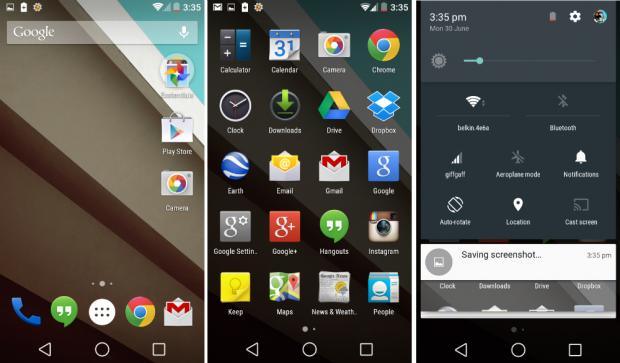 3:35
Google
Play Store
Camera
3:35
Calculator Calendar Camera Chrome
31
Clock Downloads Drive Dropbox
Earth Email Gmail Google
Google Settin.. Google+ Hangouts Instagram
Keep Maps News & Weath.. People
3:35 pm
Mon 30 June
belkin.4e6a Bluetooth
giffgaff Aeroplane mode Notifications
Auto-rotate Location Cast screen
Saving screenshot... 3:35 pm
Clock Downloads Drive Dropbox